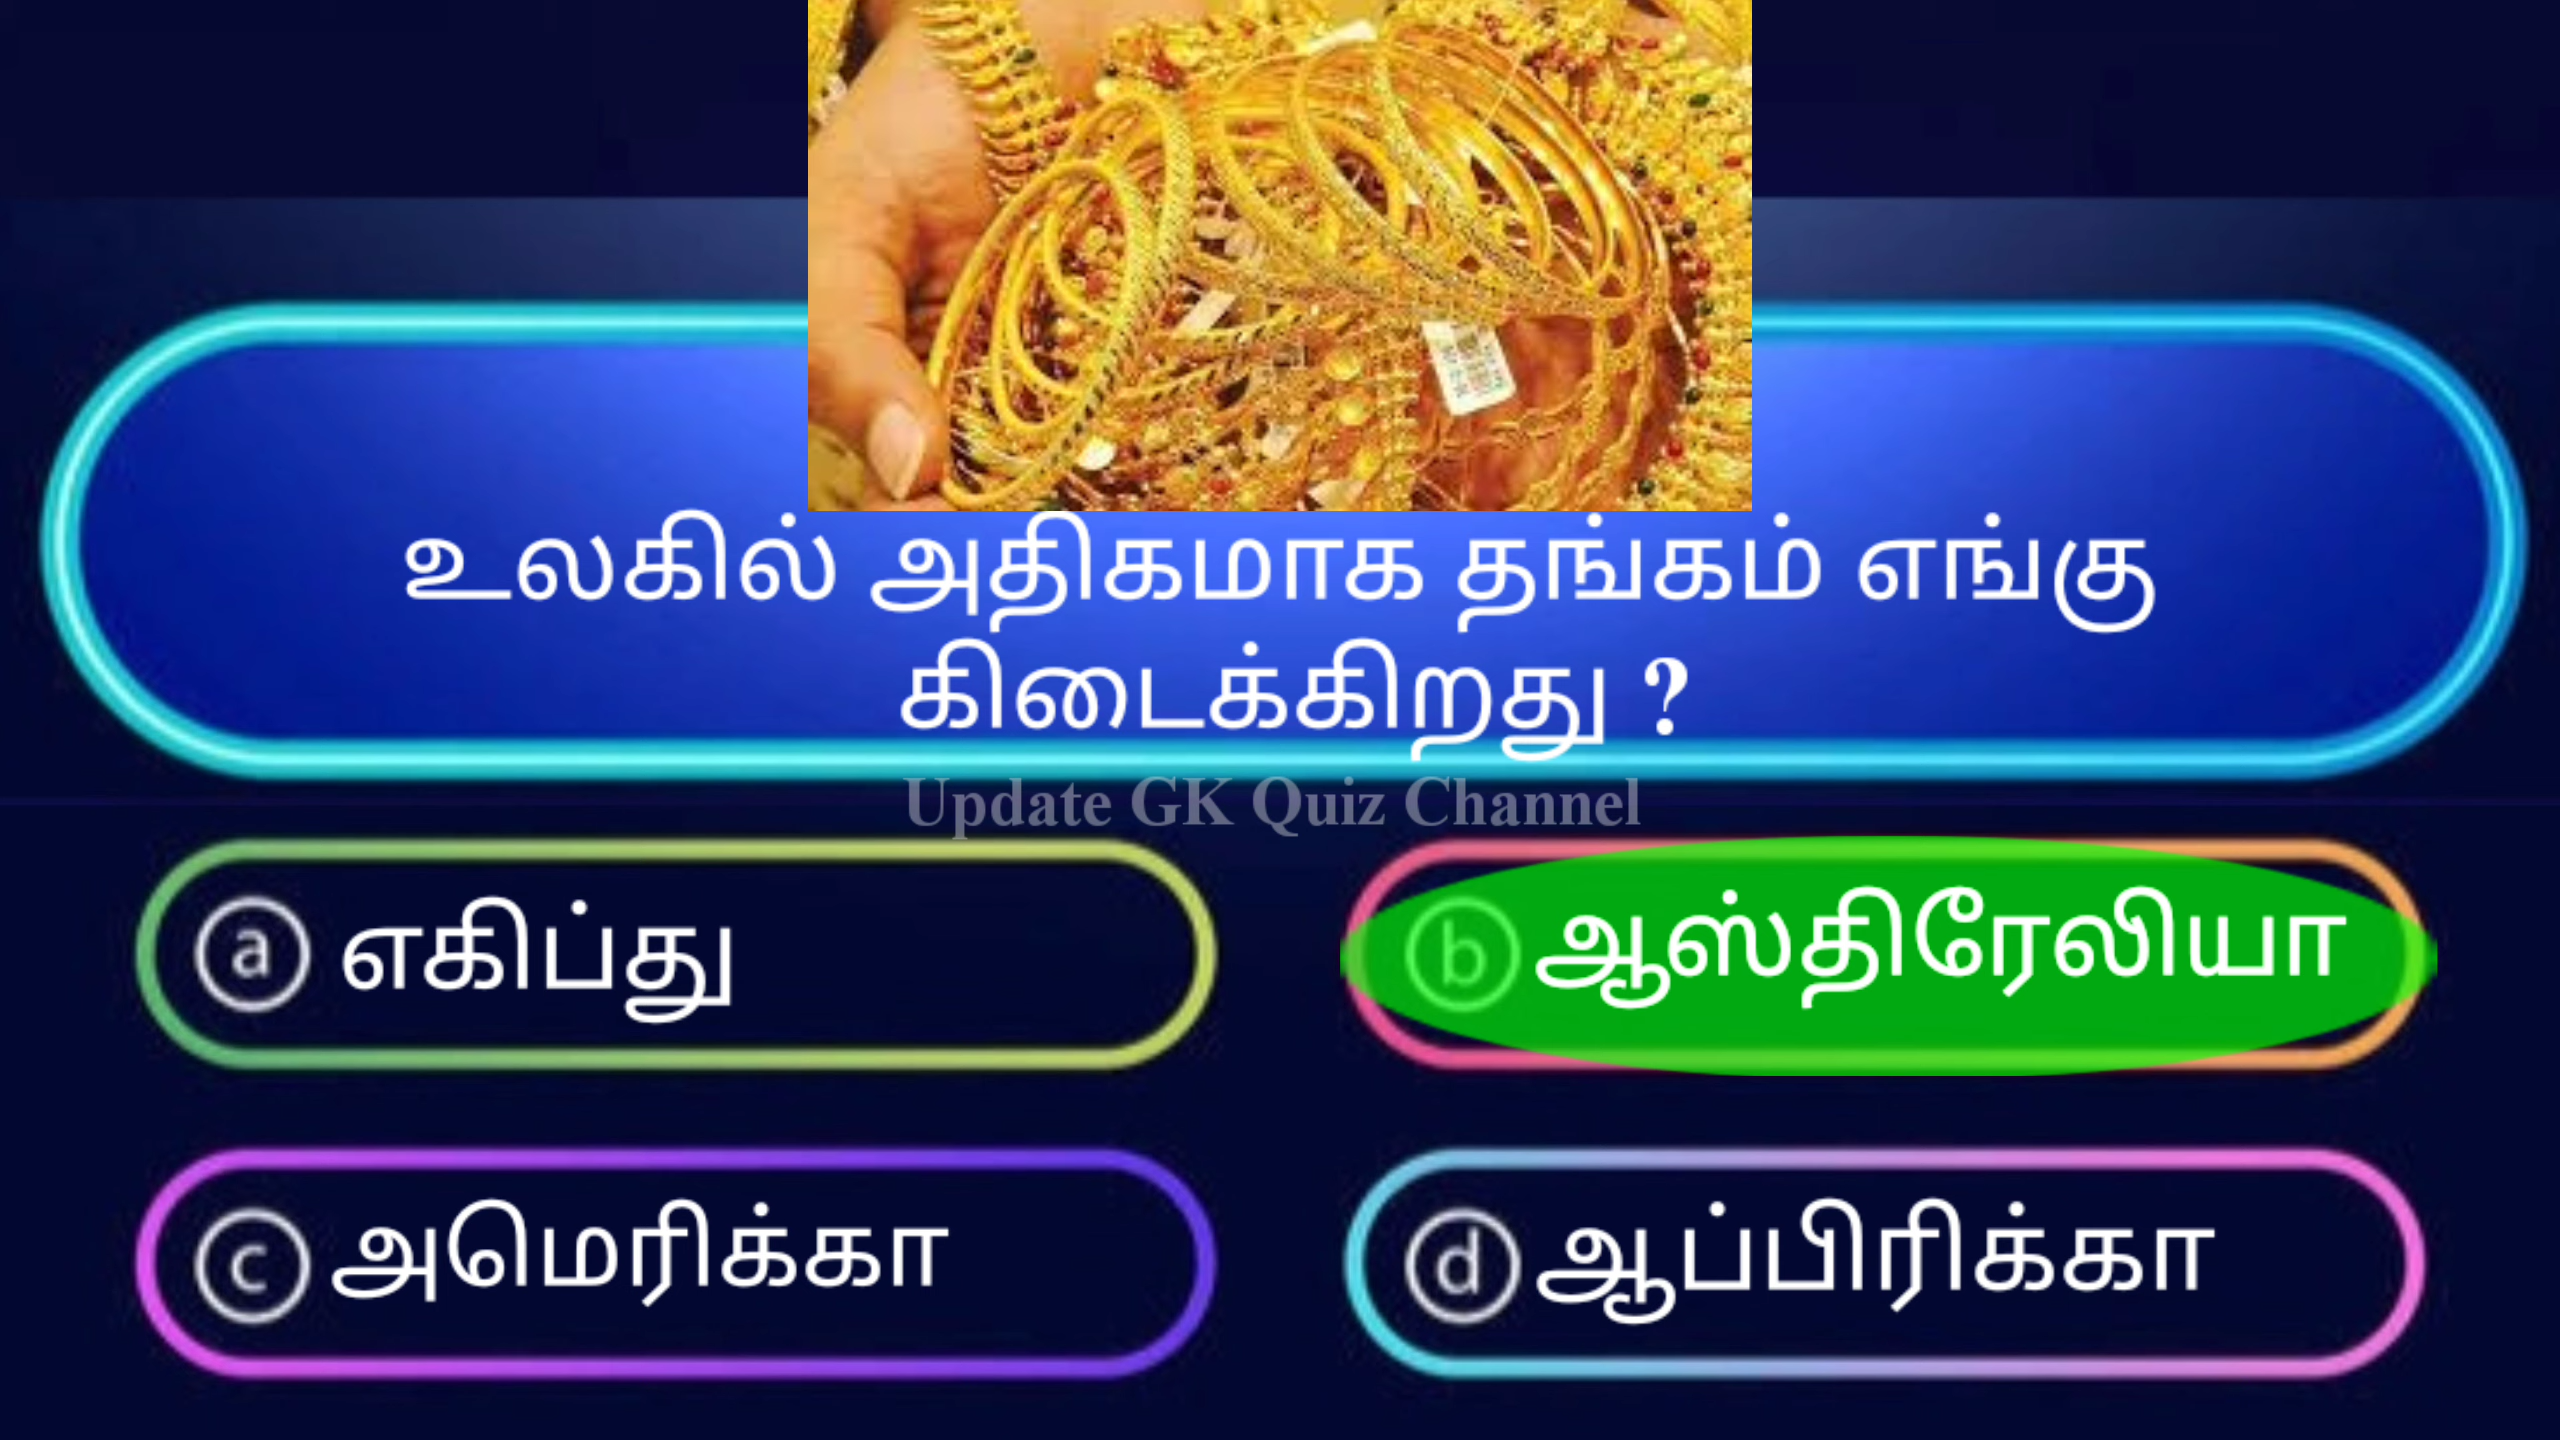 உலகில் அதிகமாக தங்கம் எங்கு
கிடைக்கிறது ?
Update GK Quiz Channel
a எகிப்து
b ஆஸ்திரேலியா
c அமெரிக்கா
d ஆப்பிரிக்கா